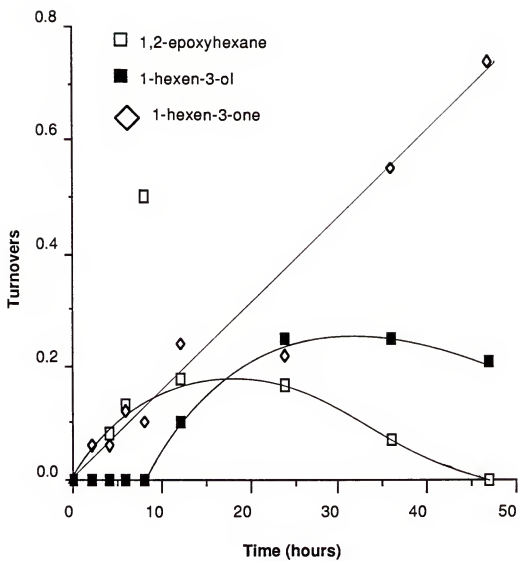 0.8
1,2-epoxyhexane
1-hexen-3-ol
1-hexen-3-one
0.6
Turnovers
0.4
0.2
0.0
0 10 20 30 40 50
Time (hours)